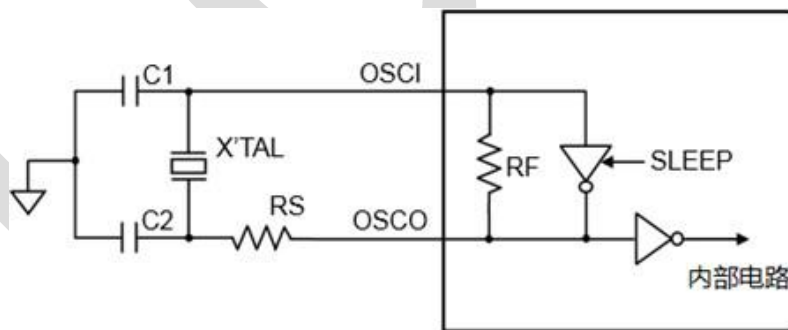 C1
OSCI
X'TAL
RF
SLEEP
C2
RS
OSCO
内部电路